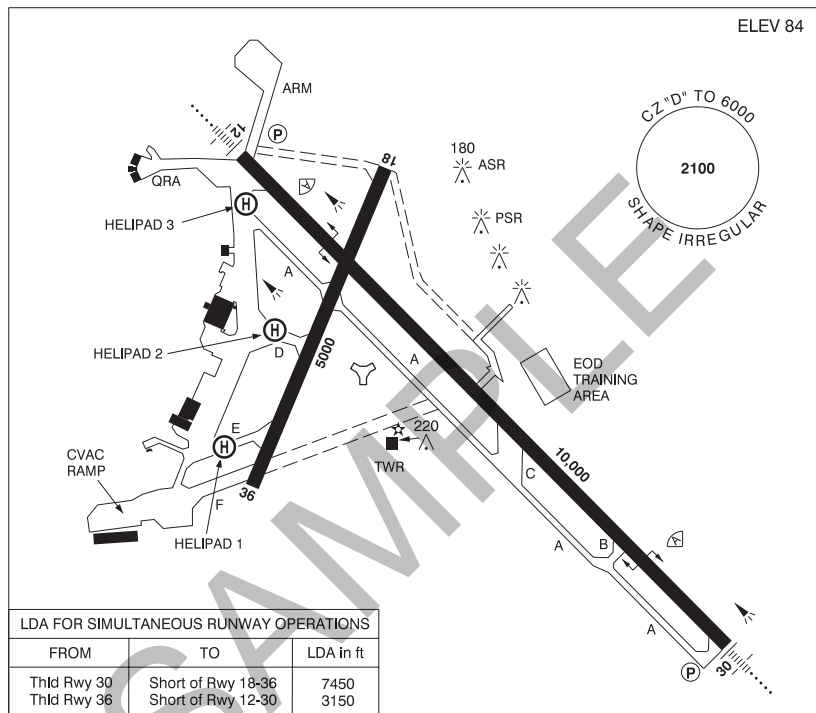 ELEV 84
ARM
12
P
CZ "D" TO 6000
2100
SHAPE IRREGULAR
18
180
ASR
QRA
A
HELIPAD 3
H
PSR
A
HELIPAD 2
H
D
5000
A
EOD
TRAINING
AREA
E
H
220
TWR
CVAC
RAMP
36
F
HELIPAD 1
C
10,000
A
B
A
A
P
30
LDA FOR SIMULTANEOUS RUNWAY OPERATIONS
FROM TO LDA in ft
Thld Rwy 30 Short of Rwy 18-36 7450
Thld Rwy 36 Short of Rwy 12-30 3150
SAMPLE